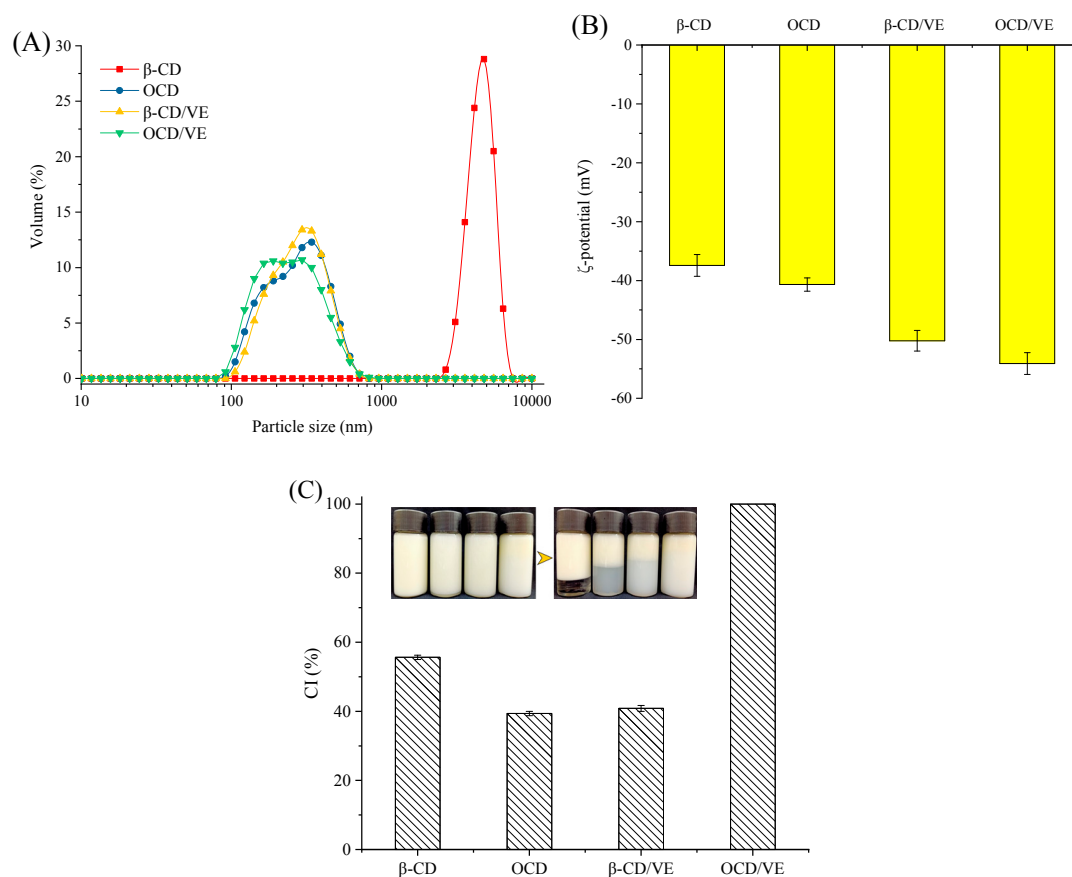 (A)
30
25
20
15
10
5
0
Volume (%)
β-CD
OCD
β-CD/VE
OCD/VE
10
100
1000
10000
Particle size (nm)
(B)
β-CD
OCD
β-CD/VE
OCD/VE
0
-10
-20
-30
-40
-50
-60
ζ-potential (mV)
(C)
100
80
60
40
20
0
CI (%)
β-CD
OCD
β-CD/VE
OCD/VE